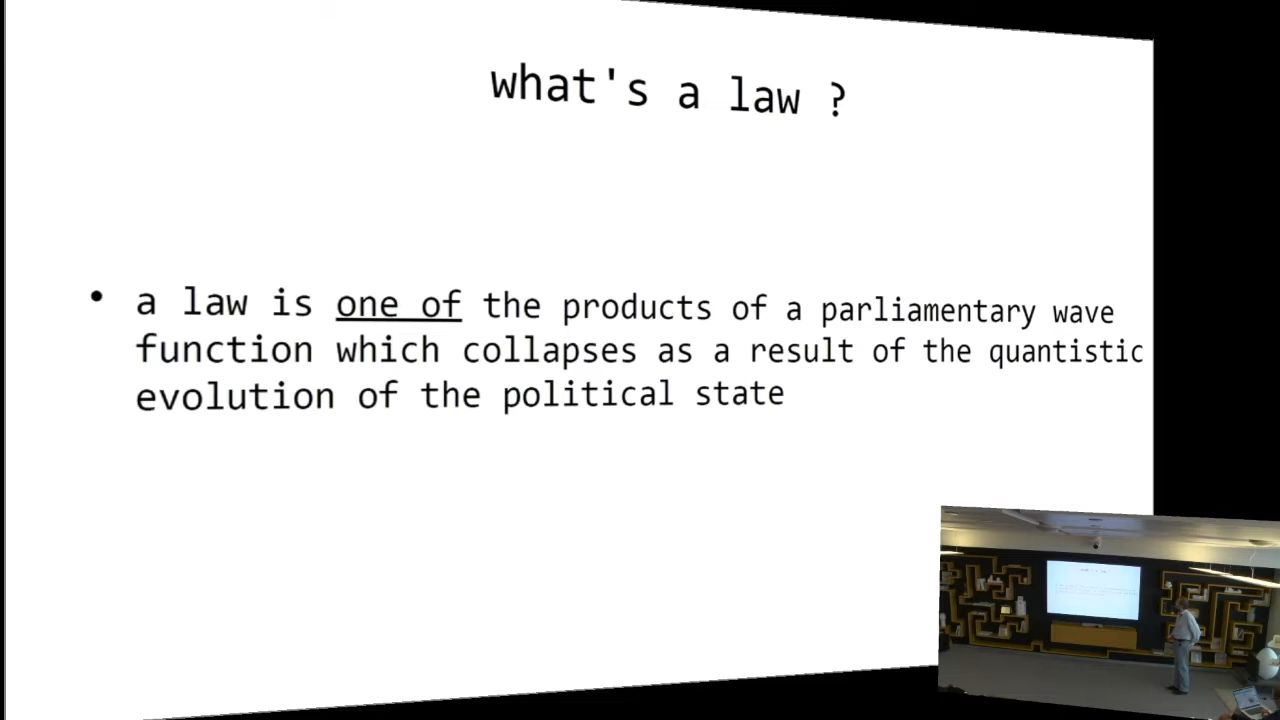 what's a law ?
• a law is one of the products of a parliamentary wave
function which collapses as a result of the quantistic
evolution of the political state